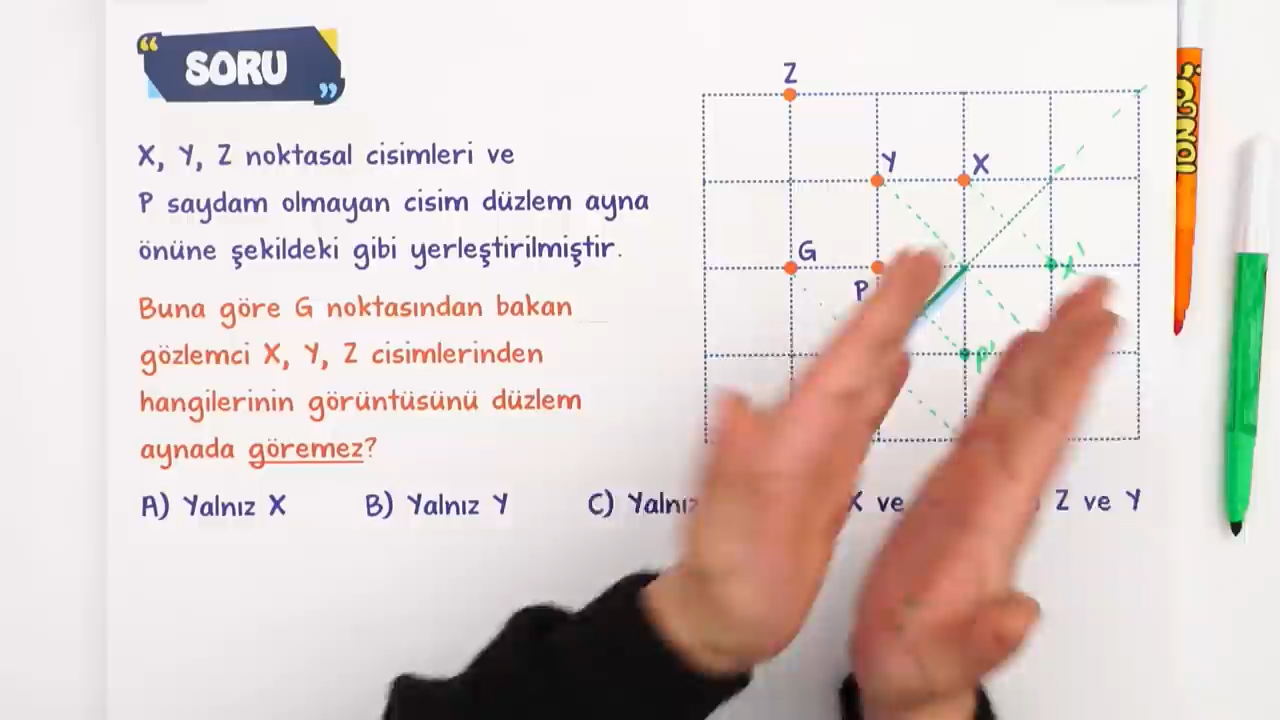 “ SORU ”
X, Y, Z noktasal cisimleri ve
P saydam olmayan cisim düzlem ayna
önüne şekildeki gibi yerleştirilmiştir.
Buna göre G noktasından bakan
gözlemci X, Y, Z cisimlerinden
hangilerinin görüntüsünü düzlem
aynada göremez?
A) Yalnız X B) Yalnız Y C) X ve Z ve Y
Z
Y X
G
X'
P
P'